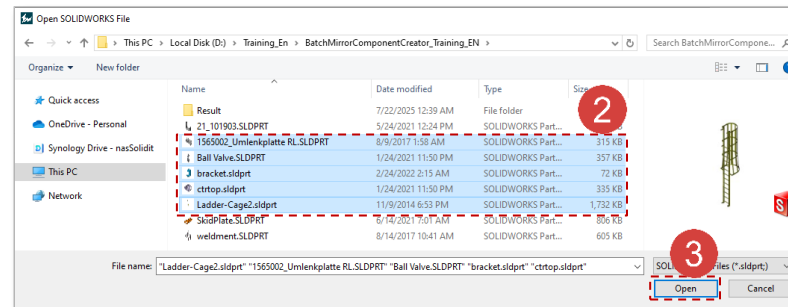 Open SOLIDWORKS File
This PC > Local Disk (D:) > Training_En > BatchMirrorComponentCreator_Training_EN >
Search BatchMirrorCompone...
Organize New folder
Name Date modified Type Size
Quick access
OneDrive - Personal
Synology Drive - nasSolidit
This PC
Network
Result 7/22/2025 12:39 AM File folder
21_101903.SLDPRT 5/24/2021 12:24 PM SOLIDWORKS Part... KB
1565002_Umlenkplatte RL.SLDPRT 8/9/2017 1:58 AM SOLIDWORKS Part... 315 KB
Ball Valve.SLDPRT 1/24/2021 11:50 PM SOLIDWORKS Part... 357 KB
bracket.sldprt 2/24/2022 2:15 AM SOLIDWORKS Part... 72 KB
ctrtop.sldprt 1/24/2021 11:50 PM SOLIDWORKS Part... 335 KB
Ladder-Cage2.sldprt 11/9/2014 6:53 PM SOLIDWORKS Part... 1,732 KB
SkidPlate.SLDPRT 6/14/2021 7:01 AM SOLIDWORKS Part... 806 KB
weldment.SLDPRT 8/14/2017 10:41 AM SOLIDWORKS Part... 605 KB
2
File name: "Ladder-Cage2.sldprt" "1565002_Umlenkplatte RL.SLDPRT" "Ball Valve.SLDPRT" "bracket.sldprt" "ctrtop.sldprt"
(*.sldprt;)
3
Open Cancel